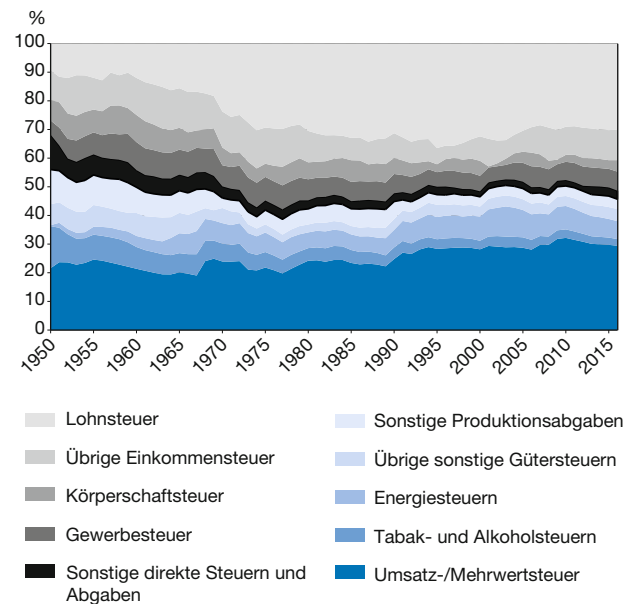 %
100
90
80
70
60
50
40
30
20
10
0
1950
1955
1960
1965
1970
1975
1980
1985
1990
1995
2000
2005
2010
2015
Lohnsteuer
Übrige Einkommensteuer
Körperschaftsteuer
Gewerbesteuer
Sonstige direkte Steuern und
Abgaben
Sonstige Produktionsabgaben
Übrige sonstige Gütersteuern
Energiesteuern
Tabak- und Alkoholsteuern
Umsatz-/Mehrwertsteuer